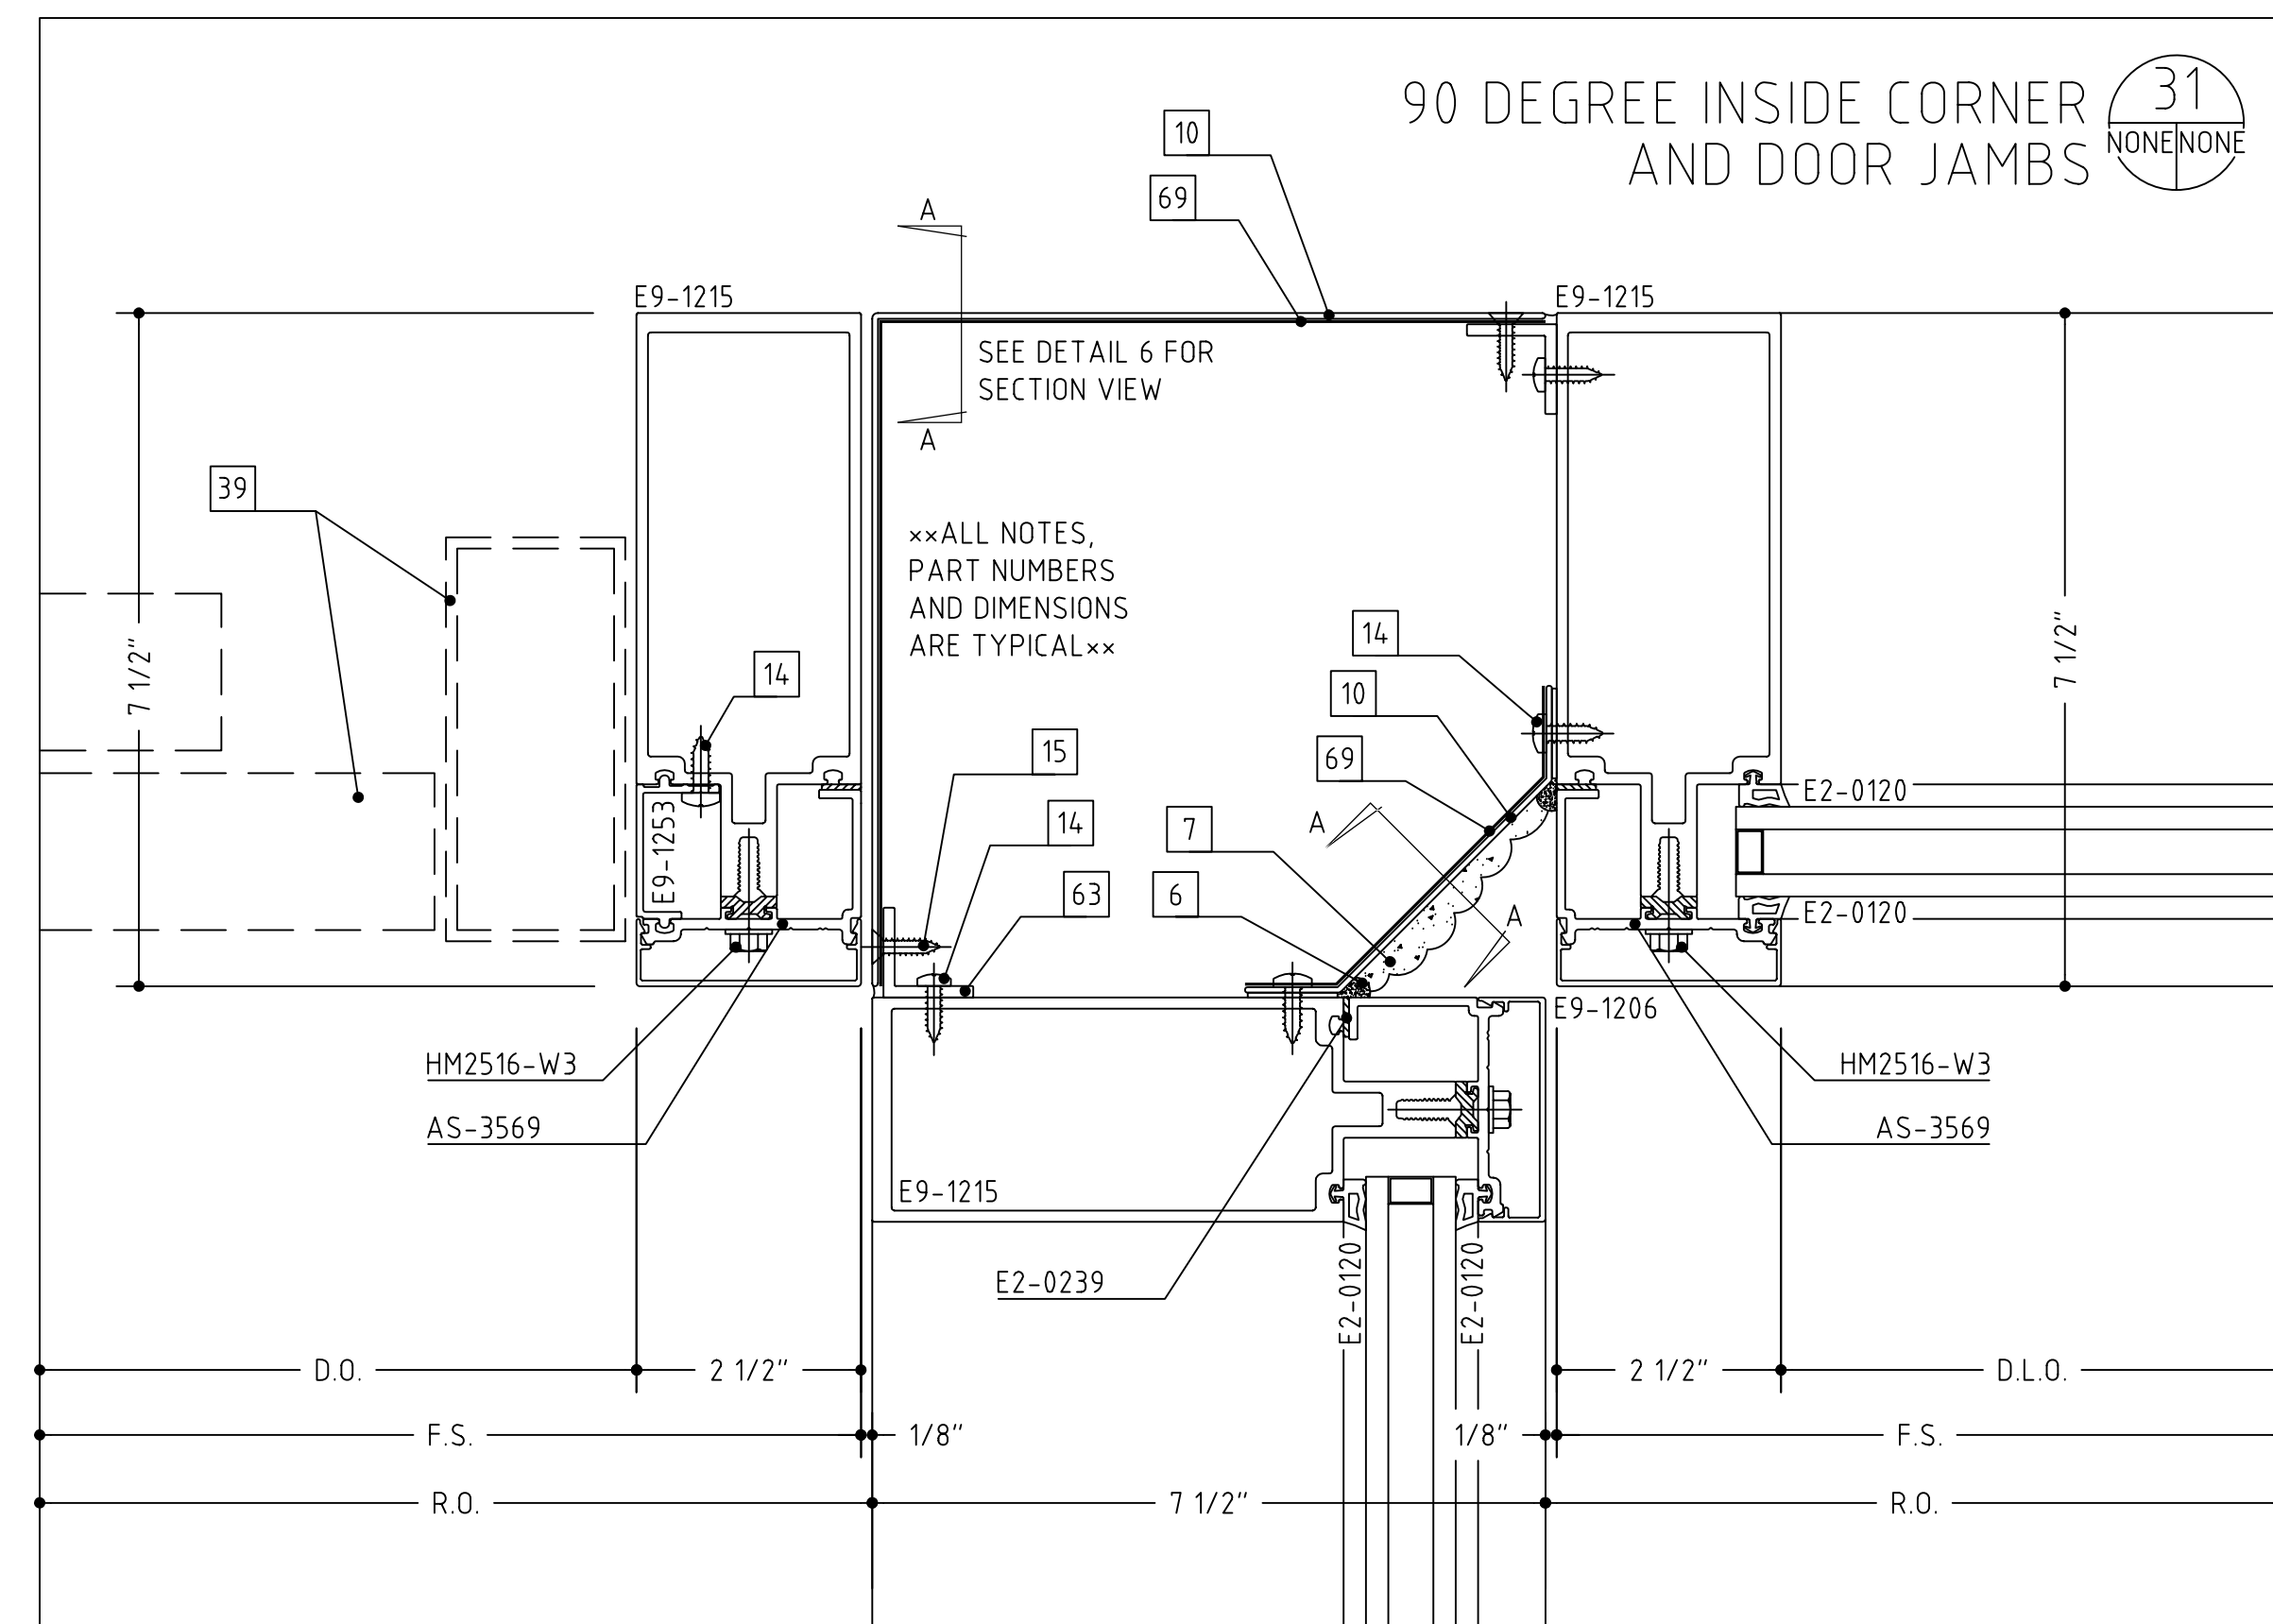 90 DEGREE INSIDE CORNER
AND DOOR JAMBS
31
NONE NONE
10
69
A
E9-1215
E9-1215
SEE DETAIL 6 FOR
SECTION VIEW
A
39
××ALL NOTES,
PART NUMBERS
AND DIMENSIONS
ARE TYPICAL××
7 1/2"
14
14
10
7 1/2"
15
69
E9-1253
14
7
A
E2-0120
63
6
A
E2-0120
E9-1206
HM2516-W3
HM2516-W3
AS-3569
AS-3569
E9-1215
E2-0239
E2-0120
E2-0120
D.O.
2 1/2"
2 1/2"
D.L.O.
F.S.
1/8"
1/8"
F.S.
R.O.
7 1/2"
R.O.